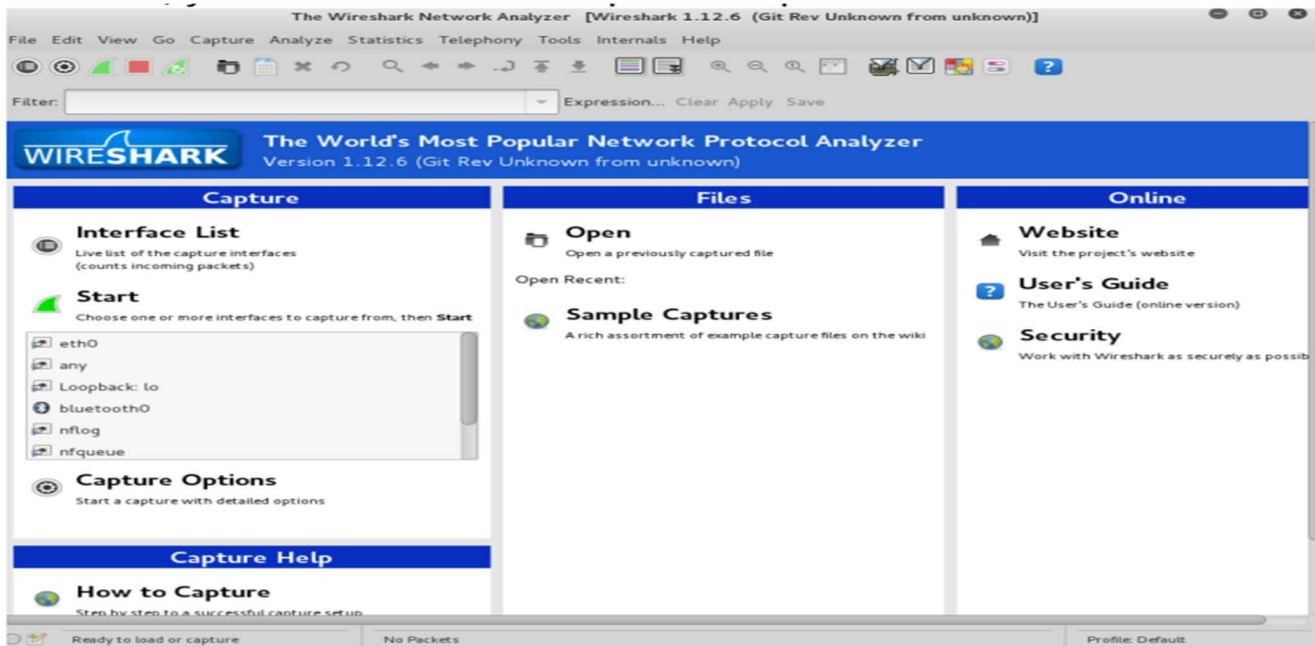 The Wireshark Network Analyzer [Wireshark 1.12.6 (Git Rev Unknown from unknown)]
File Edit View Go Capture Analyze Statistics Telephony Tools Internals Help
Filter:
Expression... Clear Apply Save
WIRESHARK
The World's Most Popular Network Protocol Analyzer
Version 1.12.6 (Git Rev Unknown from unknown)
Capture
Interface List
Live list of the capture interfaces
(counts incoming packets)
Start
Choose one or more interfaces to capture from, then Start
eth0
any
Loopback: lo
bluetooth0
nflog
nfqueue
Capture Options
Start a capture with detailed options
Capture Help
How to Capture
Step by step to a successful capture setup
Files
Open
Open a previously captured file
Open Recent:
Sample Captures
A rich assortment of example capture files on the wiki
Online
Website
Visit the project's website
User's Guide
The User's Guide (online version)
Security
Work with Wireshark as securely as possib
Ready to load or capture
No Packets
Profile: Default